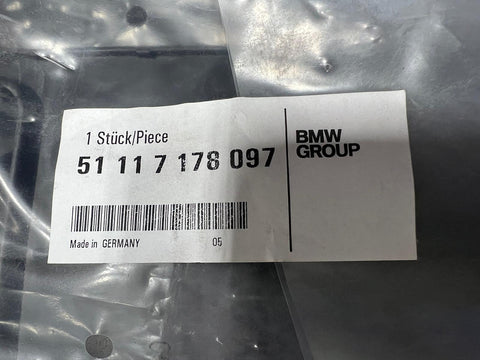 1 Stück/Piece
51 11 7 178 097
Made in GERMANY 05
BMW
GROUP